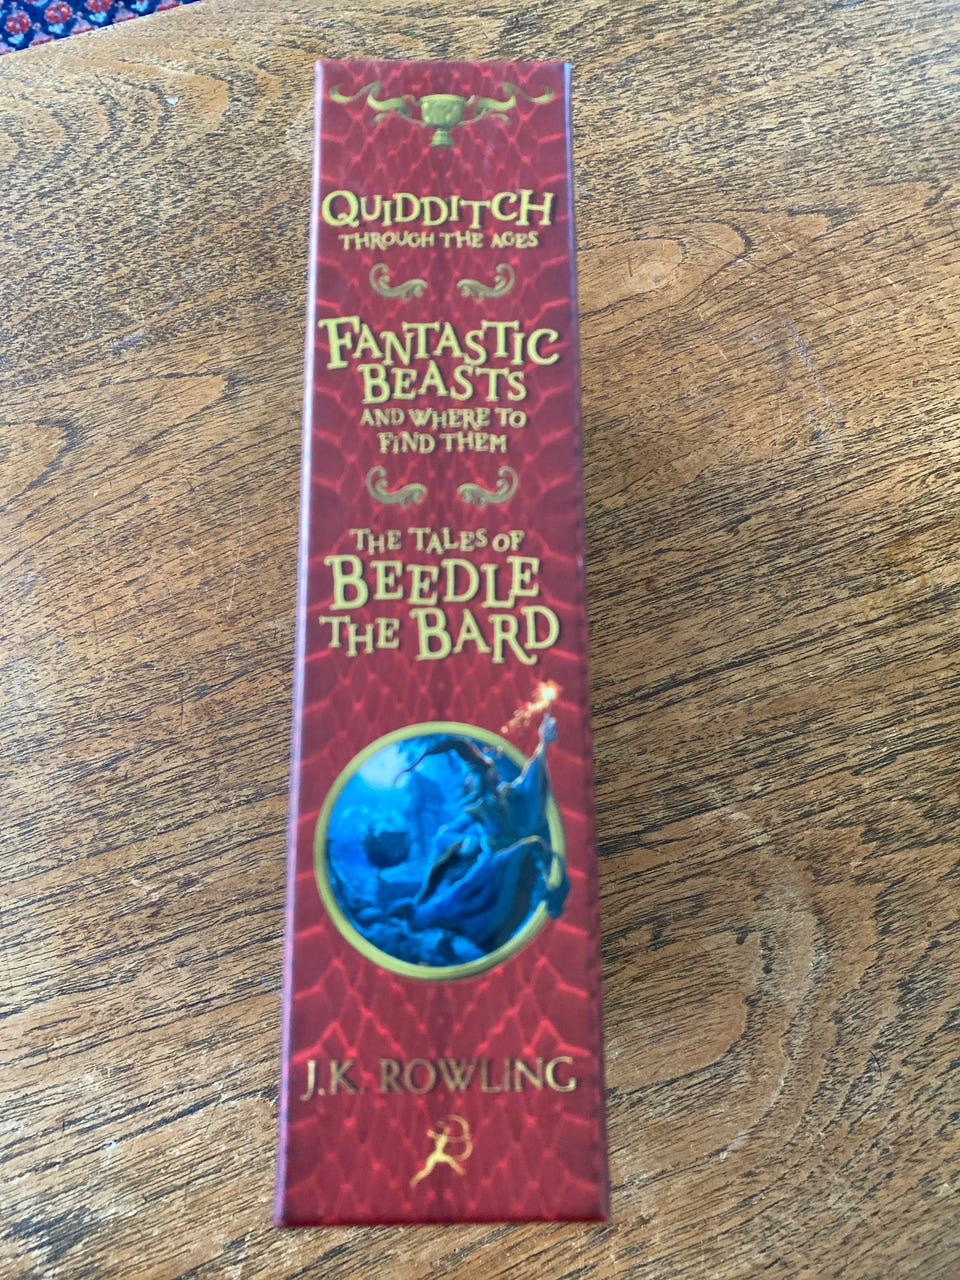 QUIDDITCH
THROUGH THE AGES
FANTASTIC
BEASTS
AND WHERE TO
FIND THEM
THE TALES OF
BEEDLE
THE BARD
J.K. ROWLING